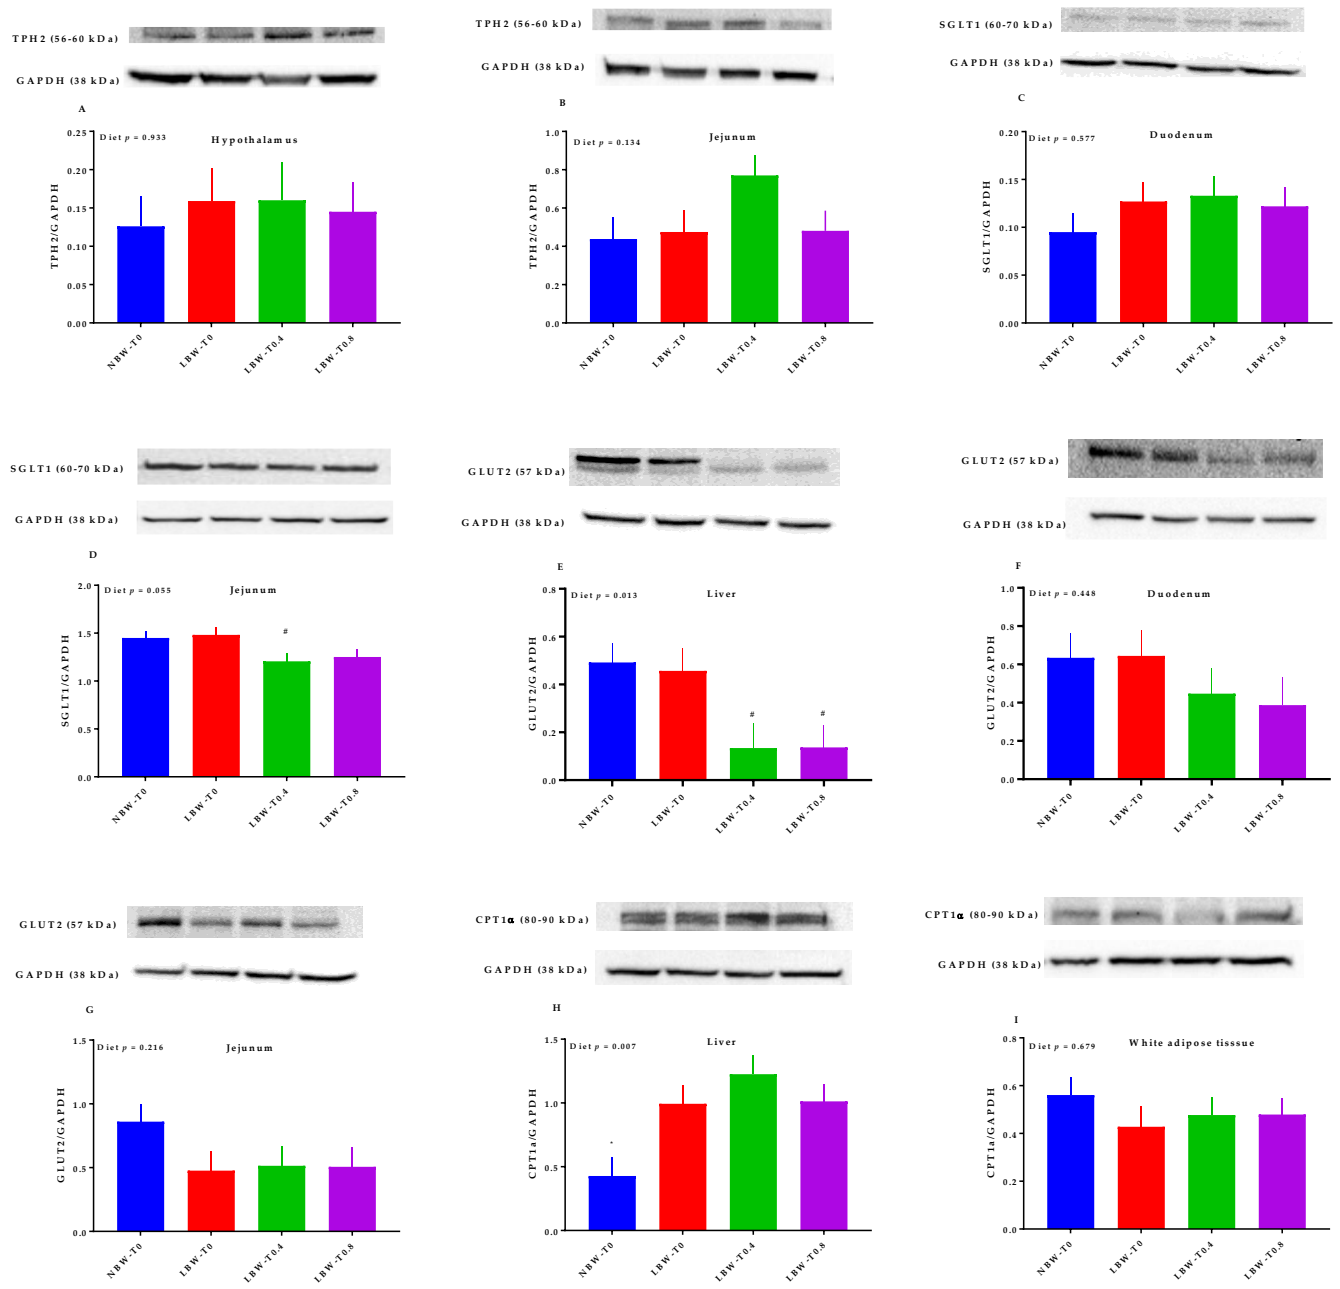 TPH2 (56-60 kDa)
GAPDH (38 kDa)
A
Diet p = 0.933
Hypothalamus
TPH2/GAPDH
0.25
0.20
0.15
0.10
0.05
0.00
NBW-T0
LBW-T0
LBW-T0.4
LBW-T0.8
TPH2 (56-60 kDa)
GAPDH (38 kDa)
B
Diet p = 0.134
Jejunum
TPH2/GAPDH
1.0
0.8
0.6
0.4
0.2
0.0
NBW-T0
LBW-T0
LBW-T0.4
LBW-T0.8
SGLT1 (60-70 kDa)
GAPDH (38 kDa)
C
Diet p = 0.577
Duodenum
SGLT1/GAPDH
0.20
0.15
0.10
0.05
0.00
NBW-T0
LBW-T0
LBW-T0.4
LBW-T0.8
SGLT1 (60-70 kDa)
GAPDH (38 kDa)
D
Diet p = 0.055
Jejunum
SGLT1/GAPDH
2.0
1.5
1.0
0.5
0.0
#
NBW-T0
LBW-T0
LBW-T0.4
LBW-T0.8
GLUT2 (57 kDa)
GAPDH (38 kDa)
E
Diet p = 0.013
Liver
GLUT2/GAPDH
0.8
0.6
0.4
0.2
0.0
# #
NBW-T0
LBW-T0
LBW-T0.4
LBW-T0.8
GLUT2 (57 kDa)
GAPDH (38 kDa)
F
Diet p = 0.448
Duodenum
GLUT2/GAPDH
1.0
0.8
0.6
0.4
0.2
0.0
NBW-T0
LBW-T0
LBW-T0.4
LBW-T0.8
GLUT2 (57 kDa)
GAPDH (38 kDa)
G
Diet p = 0.216
Jejunum
GLUT2/GAPDH
1.5
1.0
0.5
0.0
NBW-T0
LBW-T0
LBW-T0.4
LBW-T0.8
CPT1α (80-90 kDa)
GAPDH (38 kDa)
H
Diet p = 0.007
Liver
CPT1a/GAPDH
1.5
1.0
0.5
0.0
*
NBW-T0
LBW-T0
LBW-T0.4
LBW-T0.8
CPT1α (80-90 kDa)
GAPDH (38 kDa)
I
Diet p = 0.679
White adipose tisssue
CPT1a/GAPDH
0.8
0.6
0.4
0.2
0.0
NBW-T0
LBW-T0
LBW-T0.4
LBW-T0.8